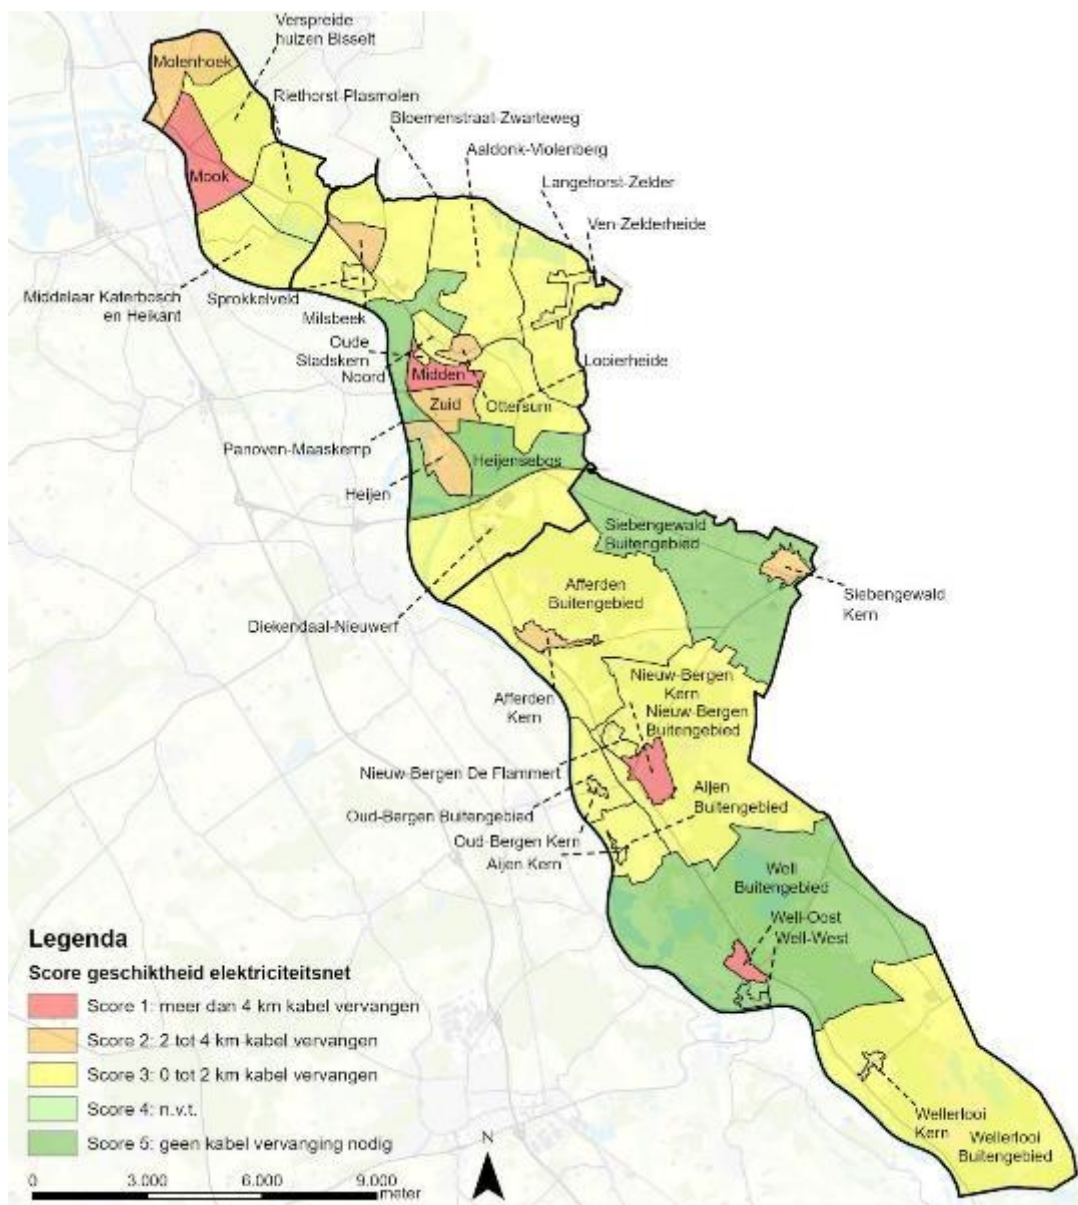 Verspreide
huizen Bisselt
Molenhoek
Riethorst-Plasmolen
Bloemenstraat-Zwarteweg
Aaldonk-Violenberg
Langehorst-Zelder
Mook
Ven-Zelderheide
Middelaar Katerbosch
en Heikant
Sprokkelveld
Milsbeek
Oude
Stadskern
Noord
Looierheide
Midden
Zuid
Ottersum
Panoven-Maaskemp
Heijensebos
Heijen
Siebengewald
Buitengebied
Afferden
Buitengebied
Siebengewald
Kern
Diekendaal-Nieuwerf
Nieuw-Bergen
Kern
Afferden
Kern
Nieuw-Bergen
Buitengebied
Nieuw-Bergen De Flammert
Aijen
Buitengebied
Oud-Bergen Buitengebied
Oud-Bergen Kern
Aijen Kern
Well
Buitengebied
Well-Oost
Well-West
Wellerlooi
Kern
Wellerlooi
Buitengebied
Legenda
Score geschiktheid elektriciteitsnet
Score 1: meer dan 4 km kabel vervangen
Score 2: 2 tot 4 km kabel vervangen
Score 3: 0 tot 2 km kabel vervangen
Score 4: n.v.t.
Score 5: geen kabel vervanging nodig
N
0 3.000 6.000 9.000
meter